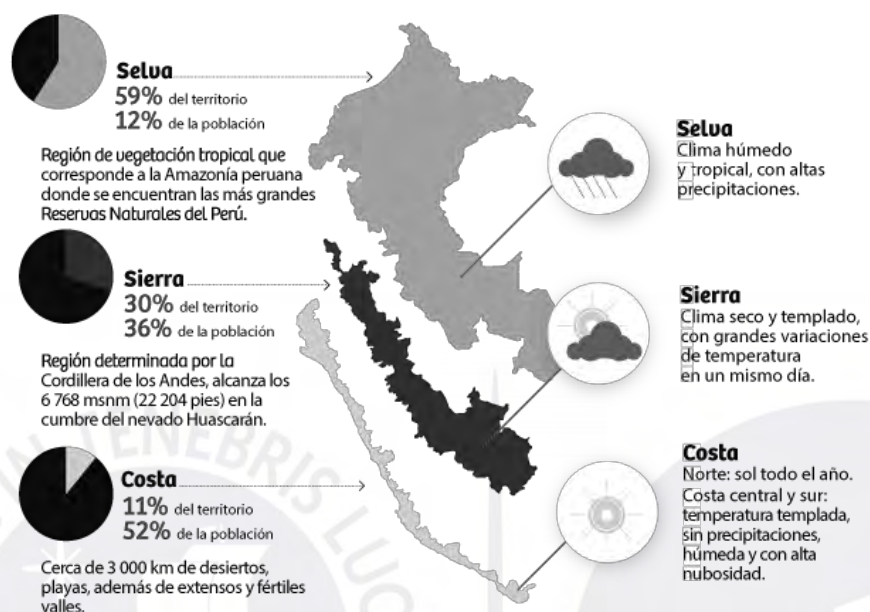 Selva
59% del territorio
12% de la población
Región de vegetación tropical que
corresponde a la Amazonía peruana
donde se encuentran las más grandes
Reservas Naturales del Perú.
Sierra
30% del territorio
36% de la población
Región determinada por la
Cordillera de los Andes, alcanza los
6 768 msnm (22 204 pies) en la
cumbre del nevado Huascarán.
Costa
11% del territorio
52% de la población
Cerca de 3 000 km de desiertos,
playas, además de extensos y fértiles
valles.
Selva
Clima húmedo
y tropical, con altas
precipitaciones.
Sierra
Clima seco y templado,
con grandes variaciones
de temperatura
en un mismo día.
Costa
Norte: sol todo el año.
Costa central y sur:
temperatura templada,
sin precipitaciones,
húmeda y con alta
nubosidad.
IN TENEBRIS LUC